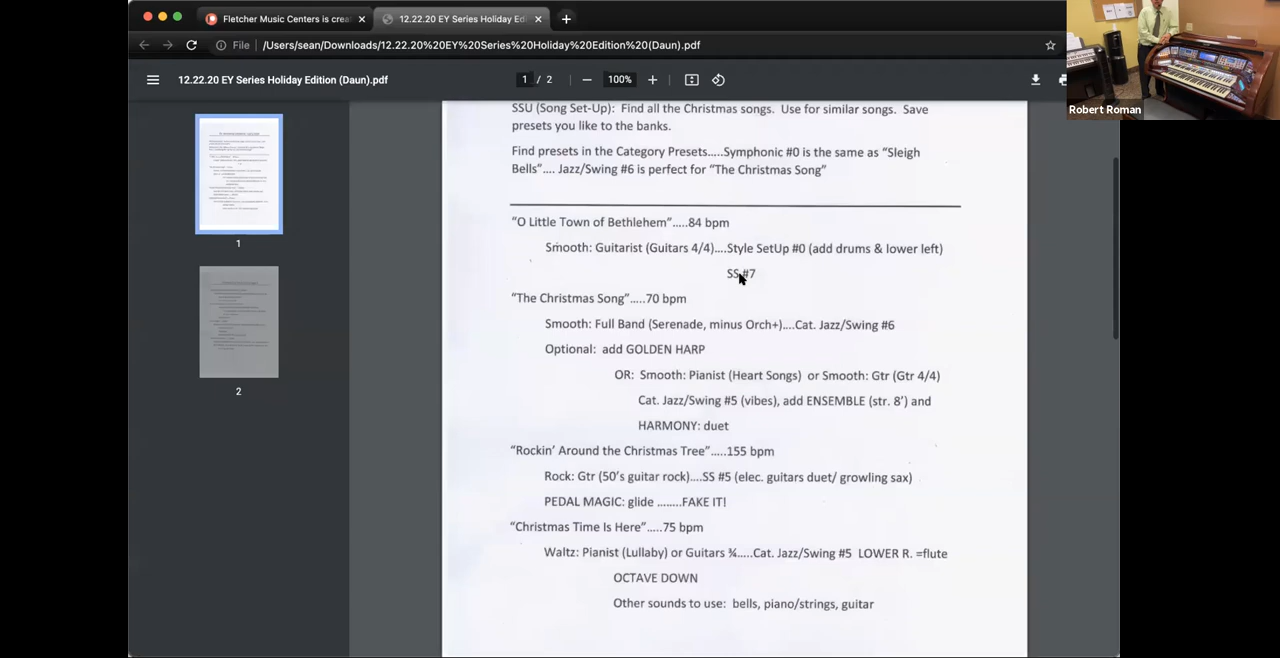 Fletcher Music Centers is crea
12.22.20 EY Series Holiday Edi
File
/Users/sean/Downloads/12.22.20%20EY%20Series%20Holiday%20Edition%20(Daun).pdf
12.22.20 EY Series Holiday Edition (Daun).pdf
1 / 2
100%
Robert Roman
1
2
SSU (Song Set-Up): Find all the Christmas songs. Use for similar songs. Save
presets you like to the banks.
Find presets in the Category Presets.....Symphonic #0 is the same as “Sleigh
Bells”.... Jazz/Swing #6 is perfect for “The Christmas Song”
“O Little Town of Bethlehem”.....84 bpm
Smooth: Guitarist (Guitars 4/4)....Style SetUp #0 (add drums & lower left)
SS #7
“The Christmas Song”.....70 bpm
Smooth: Full Band (Serenade, minus Orch+)....Cat. Jazz/Swing #6
Optional: add GOLDEN HARP
OR: Smooth: Pianist (Heart Songs) or Smooth: Gtr (Gtr 4/4)
Cat. Jazz/Swing #5 (vibes), add ENSEMBLE (str. 8’) and
HARMONY: duet
“Rockin’ Around the Christmas Tree”.....155 bpm
Rock: Gtr (50’s guitar rock)....SS #5 (elec. guitars duet/ growling sax)
PEDAL MAGIC: glide ........FAKE IT!
“Christmas Time Is Here”.....75 bpm
Waltz: Pianist (Lullaby) or Guitars ¾.....Cat. Jazz/Swing #5 LOWER R. =flute
OCTAVE DOWN
Other sounds to use: bells, piano/strings, guitar